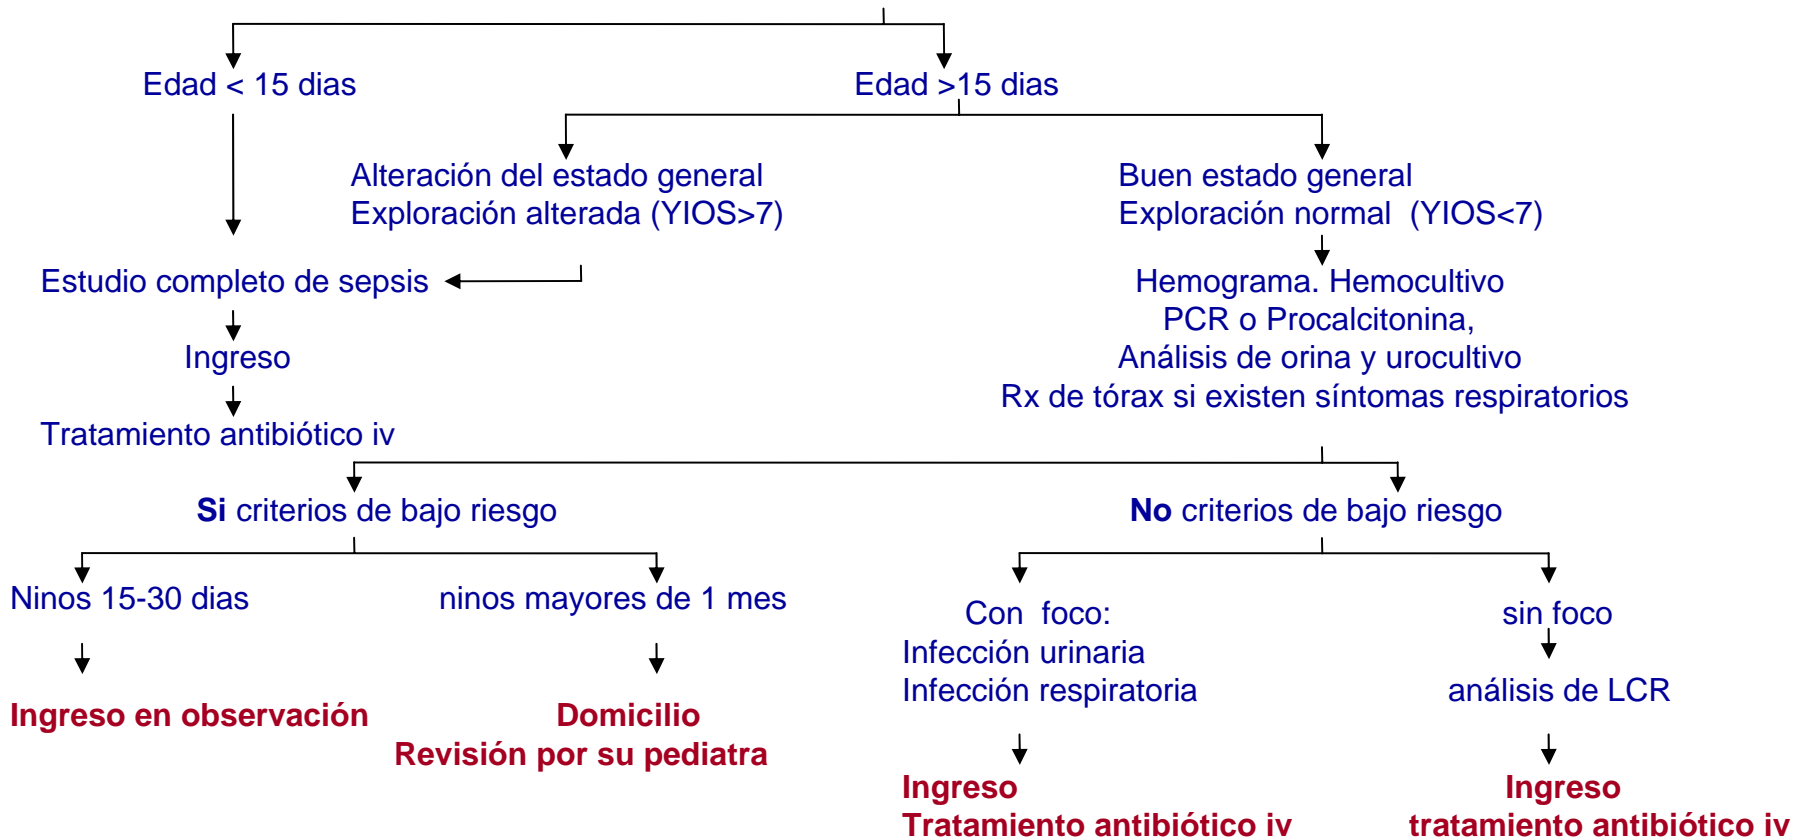 Edad < 15 dias
Edad >15 dias
Alteración del estado general
Exploración alterada (YIOS>7)
Buen estado general
Exploración normal (YIOS<7)
Estudio completo de sepsis
Ingreso
Tratamiento antibiótico iv
Hemograma. Hemocultivo
PCR o Procalcitonina,
Análisis de orina y urocultivo
Rx de tórax si existen síntomas respiratorios
Si criterios de bajo riesgo
No criterios de bajo riesgo
Ninos 15-30 dias
Ingreso en observación
ninos mayores de 1 mes
Domicilio
Revisión por su pediatra
Con foco:
Infección urinaria
Infección respiratoria
Ingreso
Tratamiento antibiótico iv
sin foco
análisis de LCR
Ingreso
tratamiento antibiótico iv